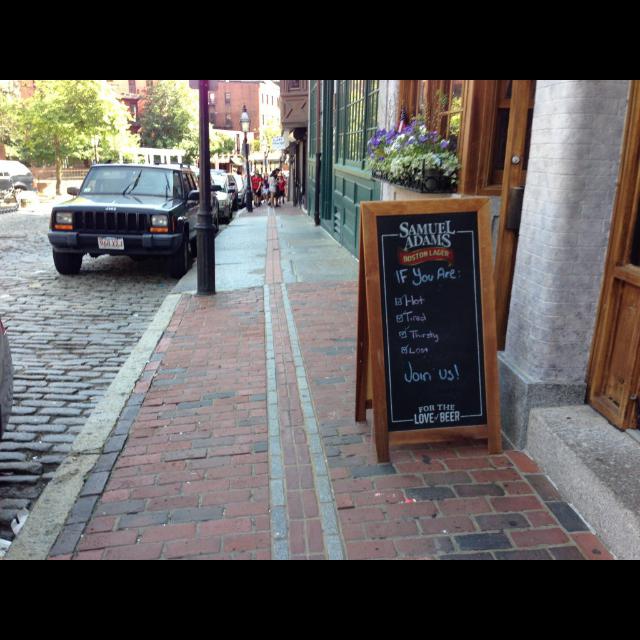 SAMUEL
ADAMS
BOSTON LAGER
IF You Are:
Hot
Tired
Thirsty
Lost
Join us!
FOR THE
LOVE OF BEER